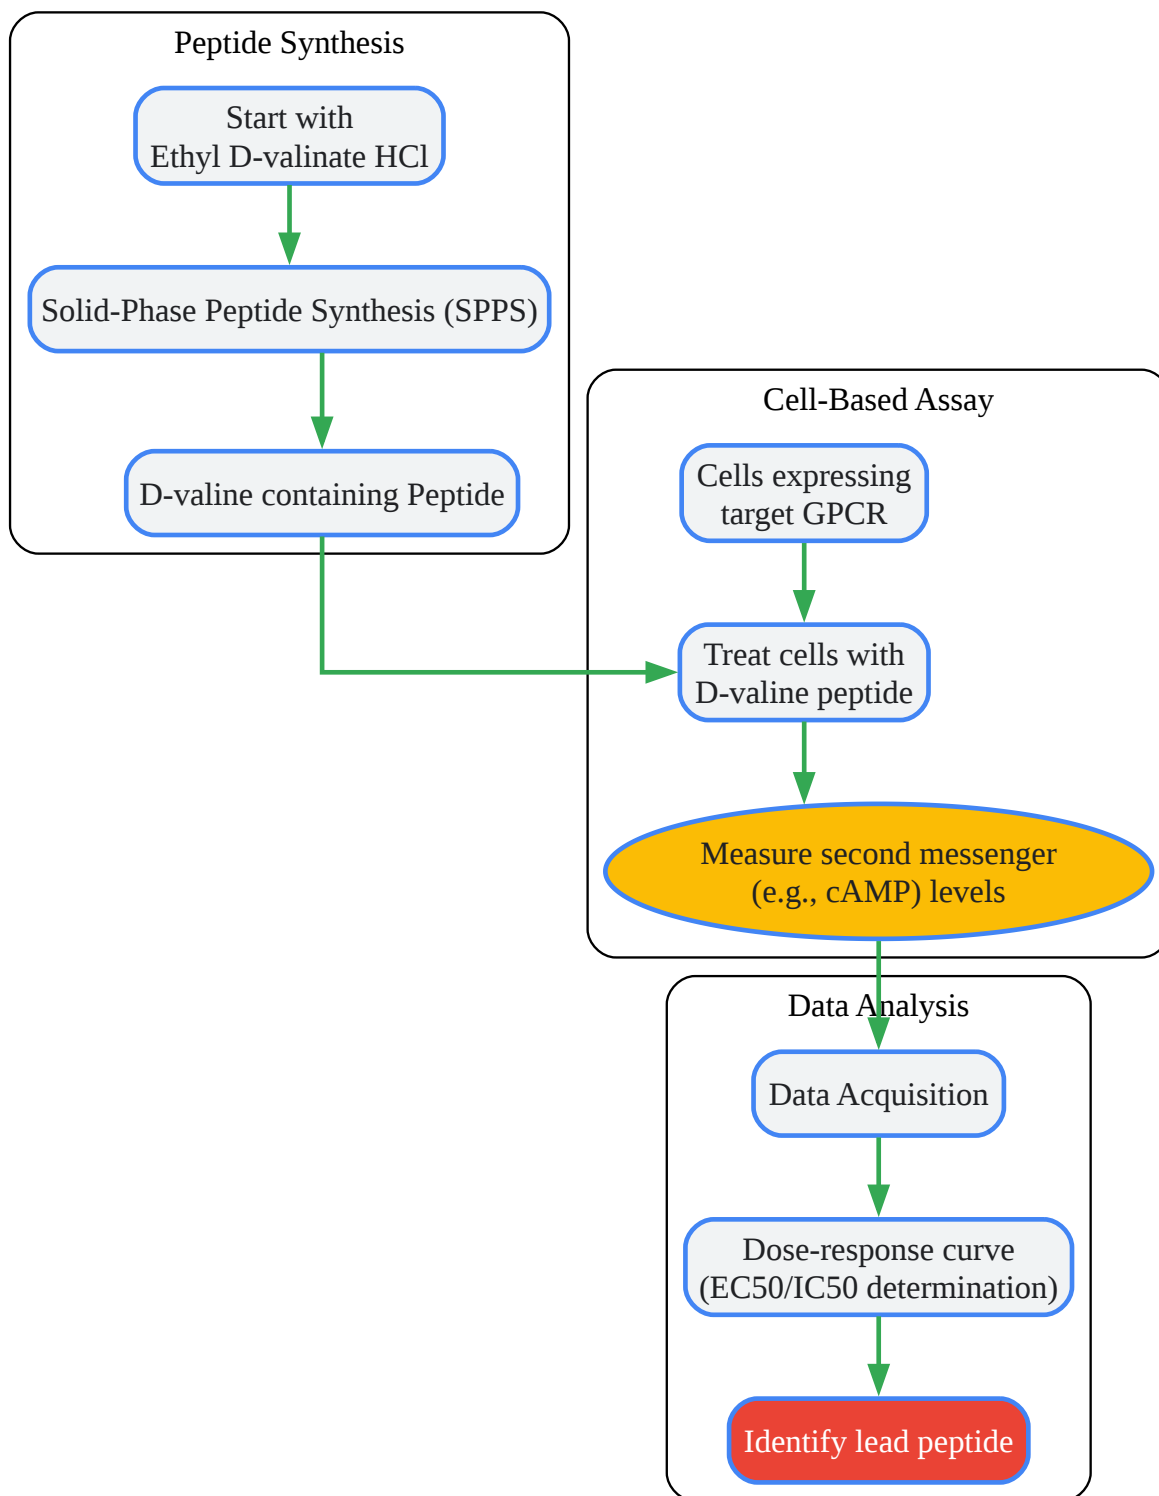 Peptide Synthesis
Start with
Ethyl D-valinate HCl
Solid-Phase Peptide Synthesis (SPPS)
D-valine containing Peptide
Cell-Based Assay
Cells expressing
target GPCR
Treat cells with
D-valine peptide
Measure second messenger
(e.g., cAMP) levels
Data Analysis
Data Acquisition
Dose-response curve
(EC50/IC50 determination)
Identify lead peptide